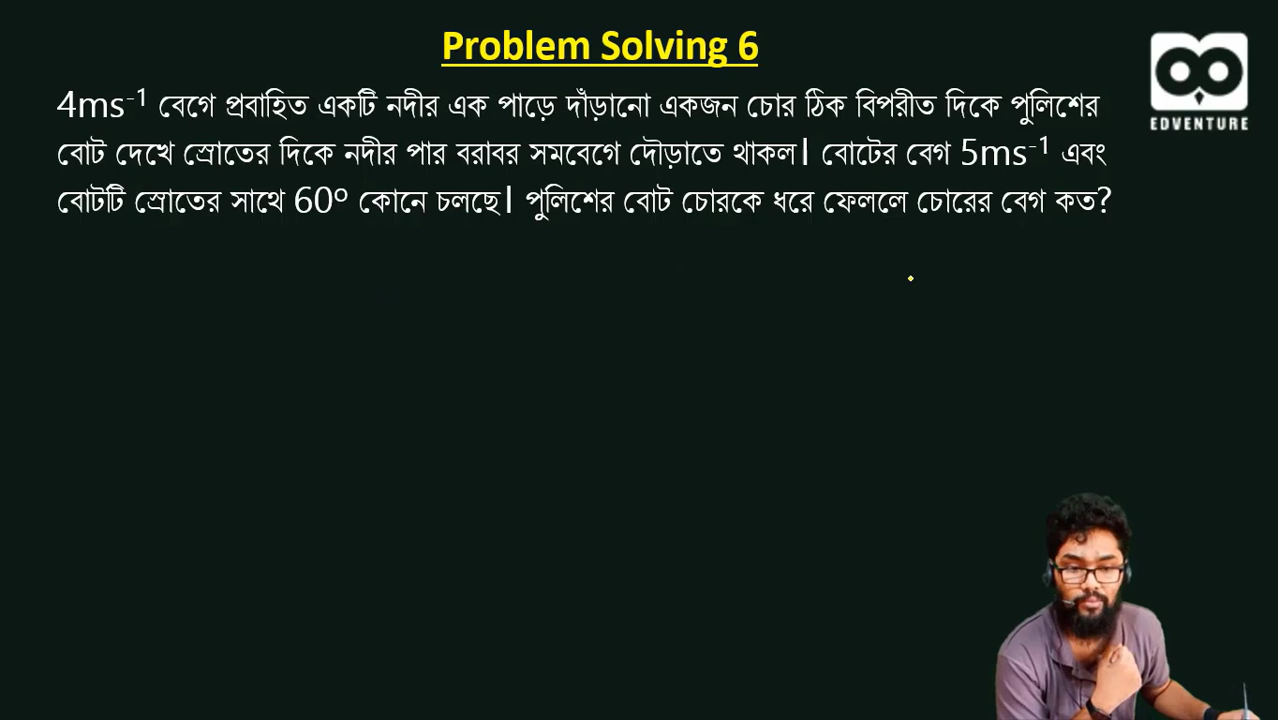 Problem Solving 6
4ms⁻¹ বেগে প্রবাহিত একটি নদীর এক পাড়ে দাঁড়ানো একজন চোর ঠিক বিপরীত দিকে পুলিশের
বোট দেখে স্রোতের দিকে নদীর পার বরাবর সমবেগে দৌড়াতে থাকল। বোটের বেগ 5ms⁻¹ এবং
বোটটি স্রোতের সাথে 60º কোনে চলছে। পুলিশের বোট চোরকে ধরে ফেললে চোরের বেগ কত?
EDVENTURE